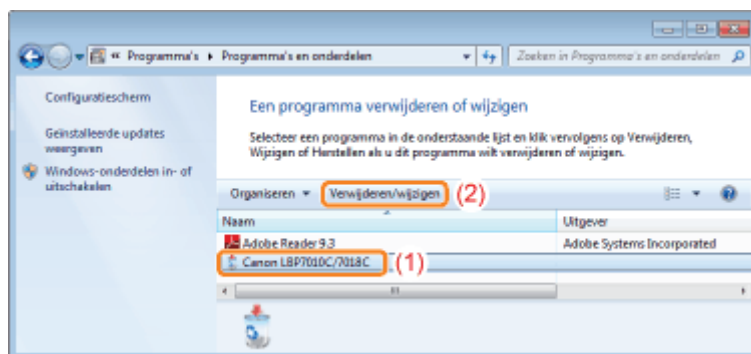 « Programma's ▸ Programma's en onderdelen
Zoeken in Programma's en onderdelen
Configuratiescherm
Geïnstalleerde updates
weergeven
Windows-onderdelen in- of
uitschakelen
Een programma verwijderen of wijzigen
Selecteer een programma in de onderstaande lijst en klik vervolgens op Verwijderen,
Wijzigen of Herstellen als u dit programma wilt verwijderen of wijzigen.
Organiseren Verwijderen/wijzigen (2)
Naam Uitgever
Adobe Reader 9.3 Adobe Systems Incorporated
Canon LBP7010C/7018C (1)